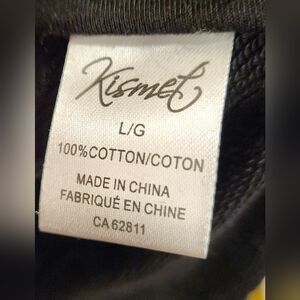 Kismet
L/G
100% COTTON/COTON
MADE IN CHINA
FABRIQUÉ EN CHINE
CA 62811